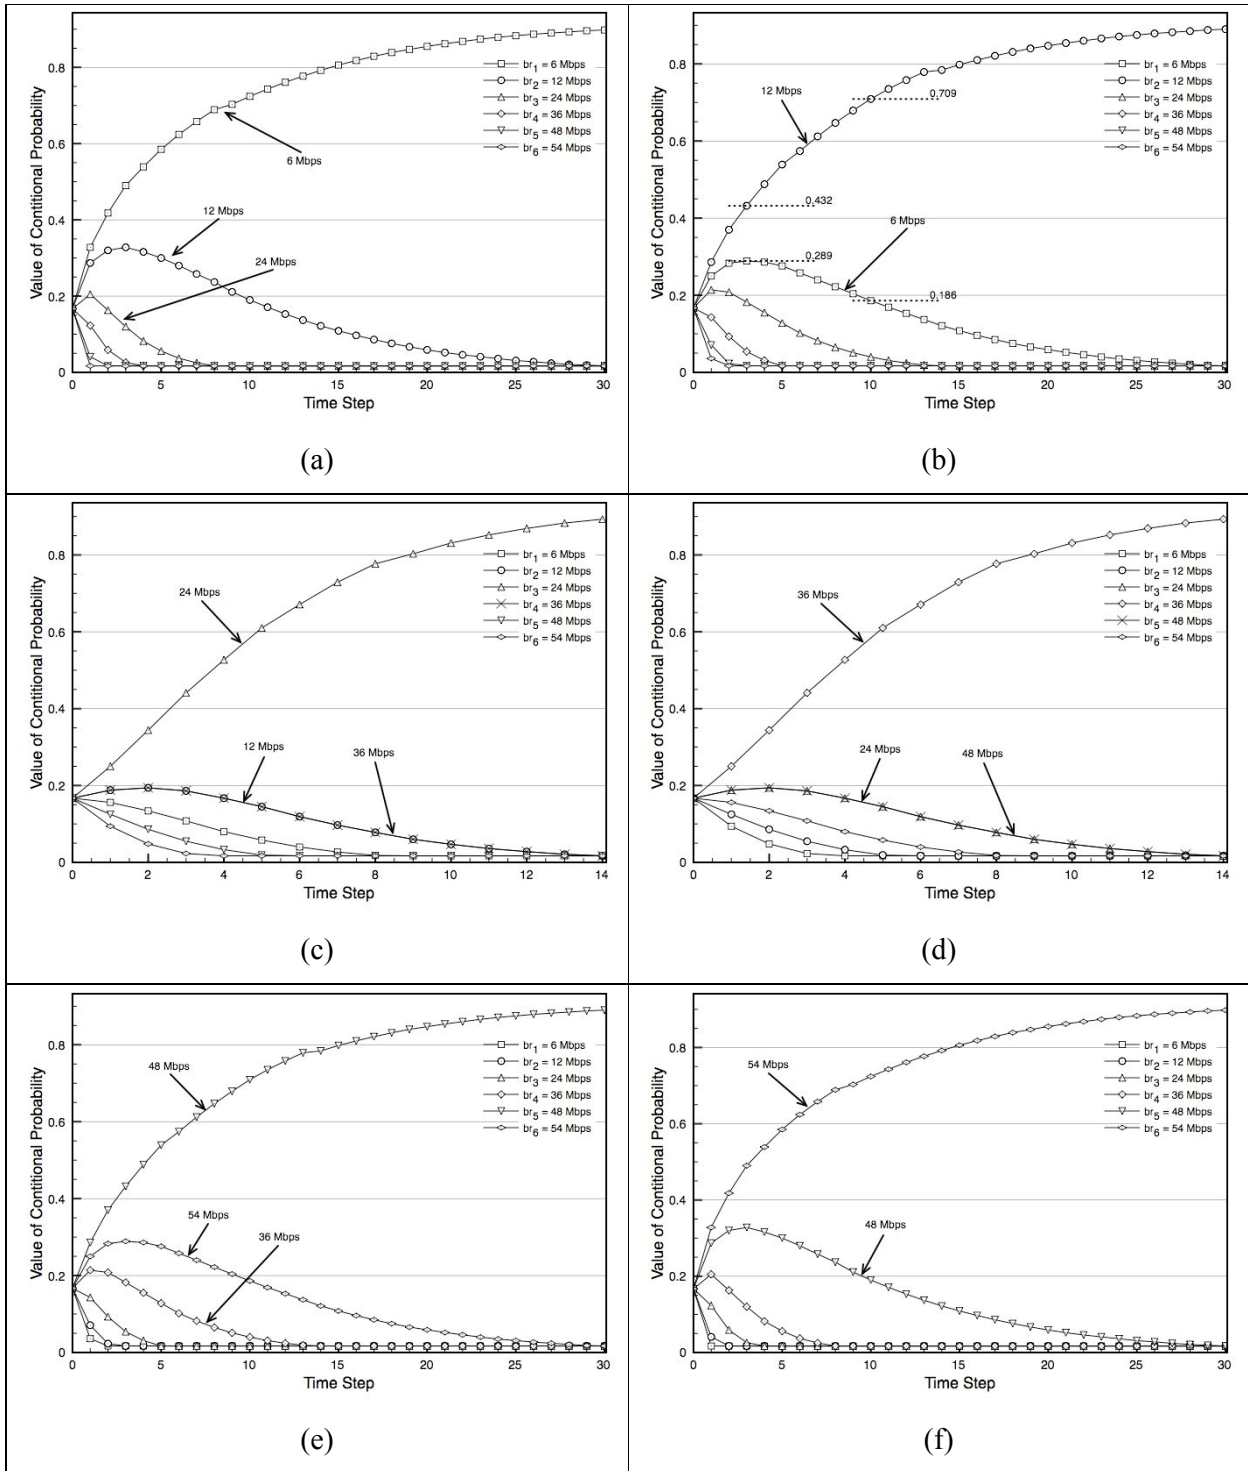 Value of Contitional Probability
0.8
0.6
0.4
0.2
0
br1 = 6 Mbps
br2 = 12 Mbps
br3 = 24 Mbps
br4 = 36 Mbps
br5 = 48 Mbps
br6 = 54 Mbps
6 Mbps
12 Mbps
24 Mbps
0 5 10 15 20 25 30
Time Step
(a)
Value of Contitional Probability
0.8
0.6
0.4
0.2
0
br1 = 6 Mbps
br2 = 12 Mbps
br3 = 24 Mbps
br4 = 36 Mbps
br5 = 48 Mbps
br6 = 54 Mbps
12 Mbps
0.709
0.432
6 Mbps
0.289
0.186
0 5 10 15 20 25 30
Time Step
(b)
Value of Contitional Probability
0.8
0.6
0.4
0.2
0
br1 = 6 Mbps
br2 = 12 Mbps
br3 = 24 Mbps
br4 = 36 Mbps
br5 = 48 Mbps
br6 = 54 Mbps
24 Mbps
12 Mbps
36 Mbps
0 2 4 6 8 10 12 14
Time Step
(c)
Value of Contitional Probability
0.8
0.6
0.4
0.2
0
br1 = 6 Mbps
br2 = 12 Mbps
br3 = 24 Mbps
br4 = 36 Mbps
br5 = 48 Mbps
br6 = 54 Mbps
36 Mbps
24 Mbps
48 Mbps
0 2 4 6 8 10 12 14
Time Step
(d)
Value of Contitional Probability
0.8
0.6
0.4
0.2
0
br1 = 6 Mbps
br2 = 12 Mbps
br3 = 24 Mbps
br4 = 36 Mbps
br5 = 48 Mbps
br6 = 54 Mbps
48 Mbps
54 Mbps
36 Mbps
0 5 10 15 20 25 30
Time Step
(e)
Value of Contitional Probability
0.8
0.6
0.4
0.2
0
br1 = 6 Mbps
br2 = 12 Mbps
br3 = 24 Mbps
br4 = 36 Mbps
br5 = 48 Mbps
br6 = 54 Mbps
54 Mbps
48 Mbps
0 5 10 15 20 25 30
Time Step
(f)